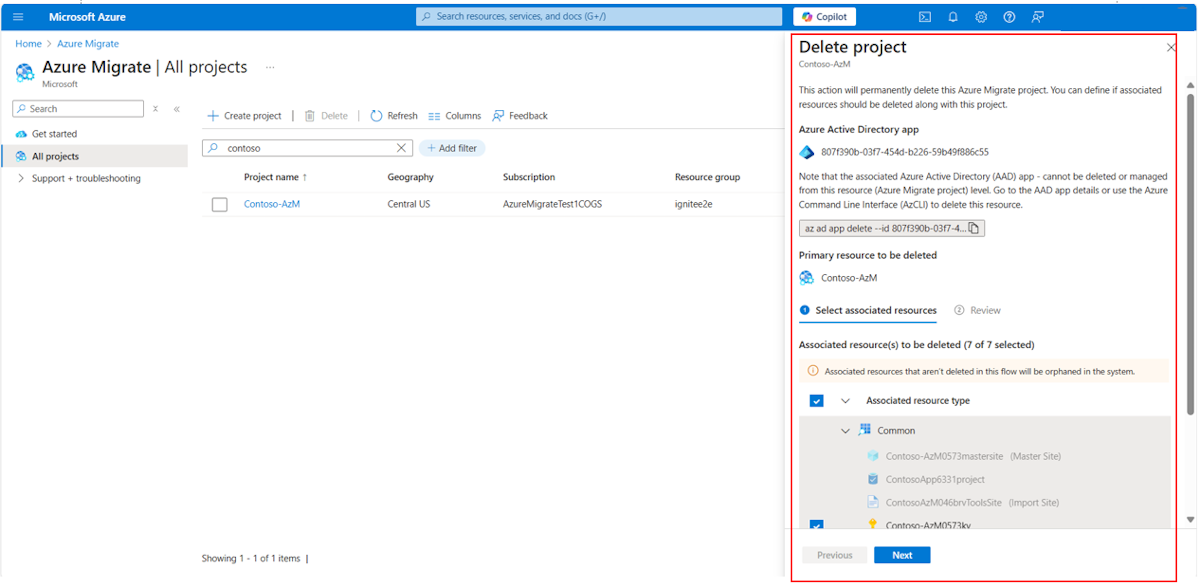 Microsoft Azure
Search resources, services, and docs (G+/)
Copilot
Home > Azure Migrate
Azure Migrate | All projects
...
Microsoft
Search
Get started
All projects
Support + troubleshooting
Create project
Delete
Refresh
Columns
Feedback
contoso
Add filter
Project name ↑ Geography Subscription Resource group
Contoso-AzM Central US AzureMigrateTest1COGS ignitee2e
Showing 1 - 1 of 1 items
Delete project
Contoso-AzM
This action will permanently delete this Azure Migrate project. You can define if associated
resources should be deleted along with this project.
Azure Active Directory app
807f390b-03f7-454d-b226-59b49f886c55
Note that the associated Azure Active Directory (AAD) app - cannot be deleted or managed
from this resource (Azure Migrate project) level. Go to the AAD app details or use the Azure
Command Line Interface (AzCLI) to delete this resource.
az ad app delete --id 807f390b-03f7-4...
Primary resource to be deleted
Contoso-AzM
1 Select associated resources 2 Review
Associated resource(s) to be deleted (7 of 7 selected)
Associated resources that aren't deleted in this flow will be orphaned in the system.
Associated resource type
Common
Contoso-AzM0573mastersite (Master Site)
ContosoApp6331project
ContosoAzM046brvToolsSite (Import Site)
Contoso-AzM0573kv
Previous Next